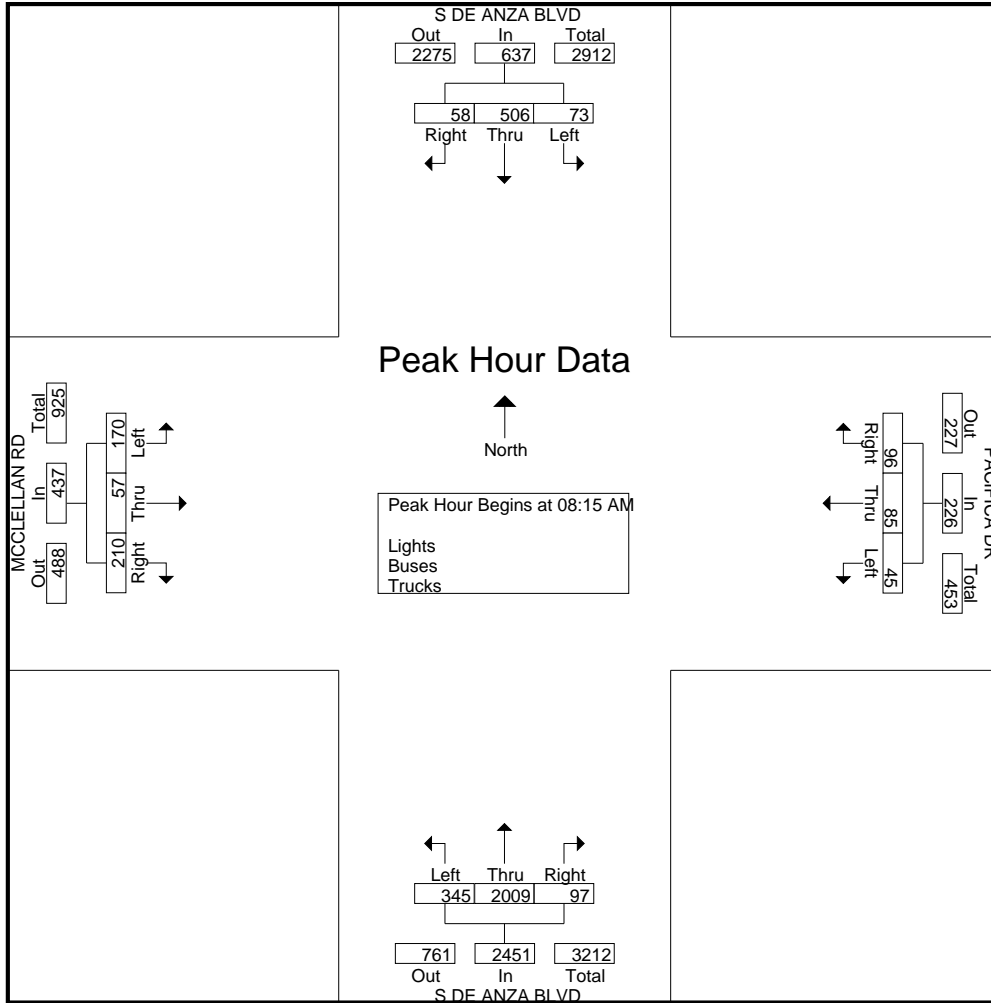 S DE ANZA BLVD
Out In Total
2275 637 2912
58 506 73
Right Thru Left
Peak Hour Data
North
Peak Hour Begins at 08:15 AM
Lights
Buses
Trucks
MCCLELLAN RD
Total In Out
925 437 488
170 57 210
Left Thru Right
PACIFICA DR
Out In Total
227 226 453
96 85 45
Right Thru Left
Left Thru Right
345 2009 97
761 2451 3212
Out In Total
S DE ANZA BLVD